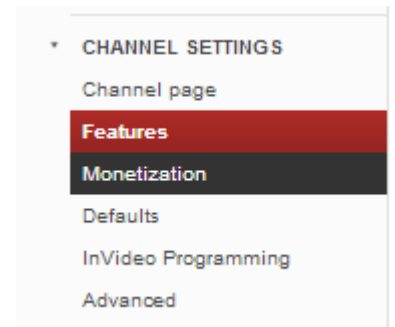 CHANNEL SETTINGS
Channel page
Features
Monetization
Defaults
InVideo Programming
Advanced